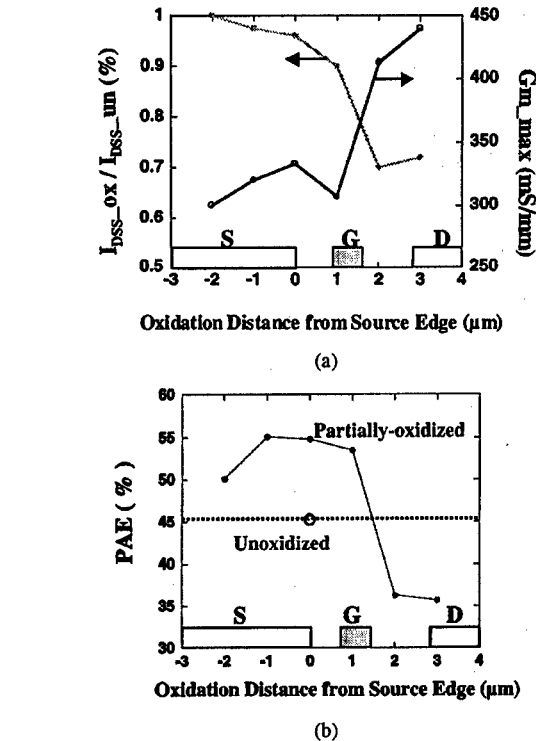 1 450
0.9 400
0.8 350
0.7 300
0.6
0.5 250
I_DSS_ox / I_DSS_un (%)
Gm_max (mS/mm)
S G D
-3 -2 -1 0 1 2 3 4
Oxidation Distance from Source Edge (μm)
(a)
60
55
50
45
40
35
30
PAE ( % )
Partially-oxidized
Unoxidized
S G D
-3 -2 -1 0 1 2 3 4
Oxidation Distance from Source Edge (μm)
(b)